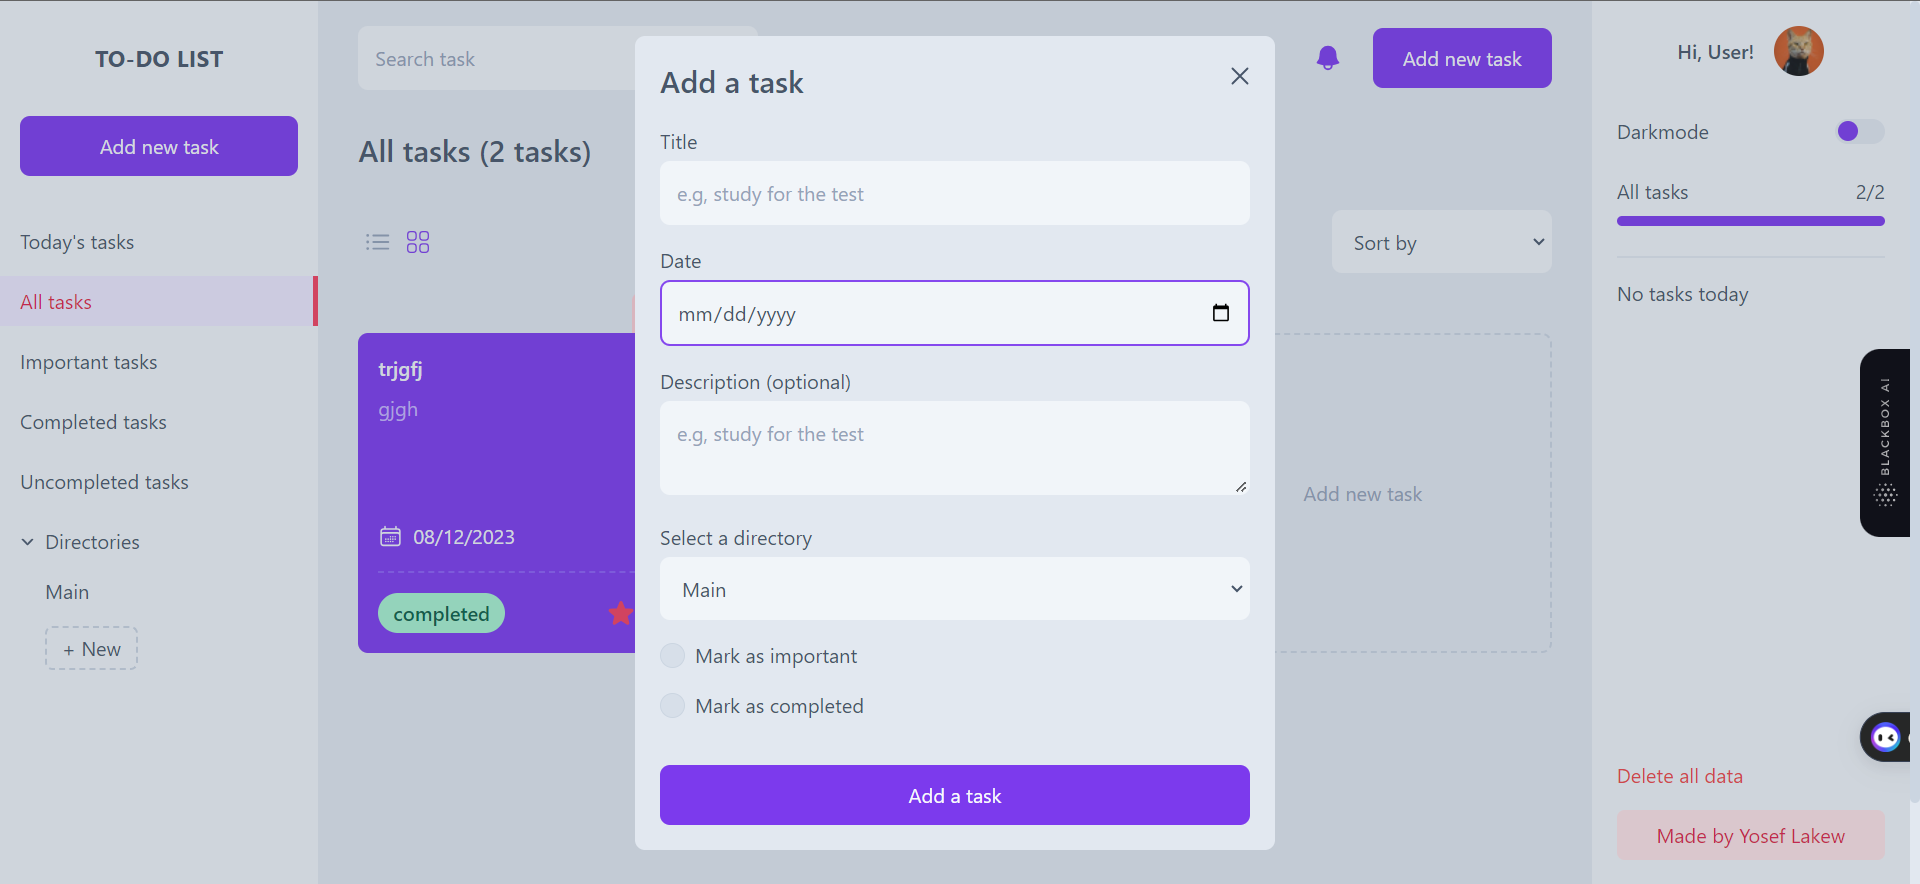 TO-DO LIST
Add new task
Today's tasks
All tasks
Important tasks
Completed tasks
Uncompleted tasks
Directories
Main
+ New
Search task
Add new task
All tasks (2 tasks)
Sort by
trjgfj
gjgh
08/12/2023
completed
Add new task
Add a task
Title
e.g, study for the test
Date
mm/dd/yyyy
Description (optional)
e.g, study for the test
Select a directory
Main
Mark as important
Mark as completed
Add a task
Hi, User!
Darkmode
All tasks 2/2
No tasks today
BLACKBOX AI
Delete all data
Made by Yosef Lakew